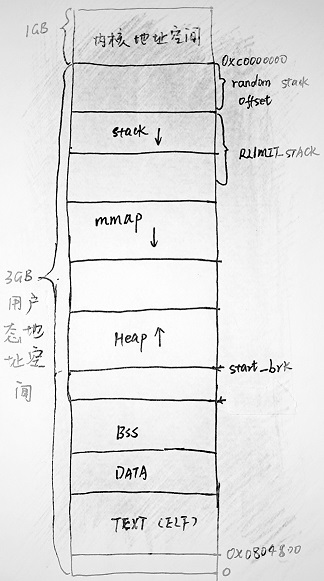 1GB
内核地址空间
0xc0000000
random stack
offset
stack ↓
RLIMIT_STACK
mmap
↓
3GB
用户
态地
址空
间
Heap ↑
start_brk
BSS
DATA
TEXT (ELF)
0x0804800
0